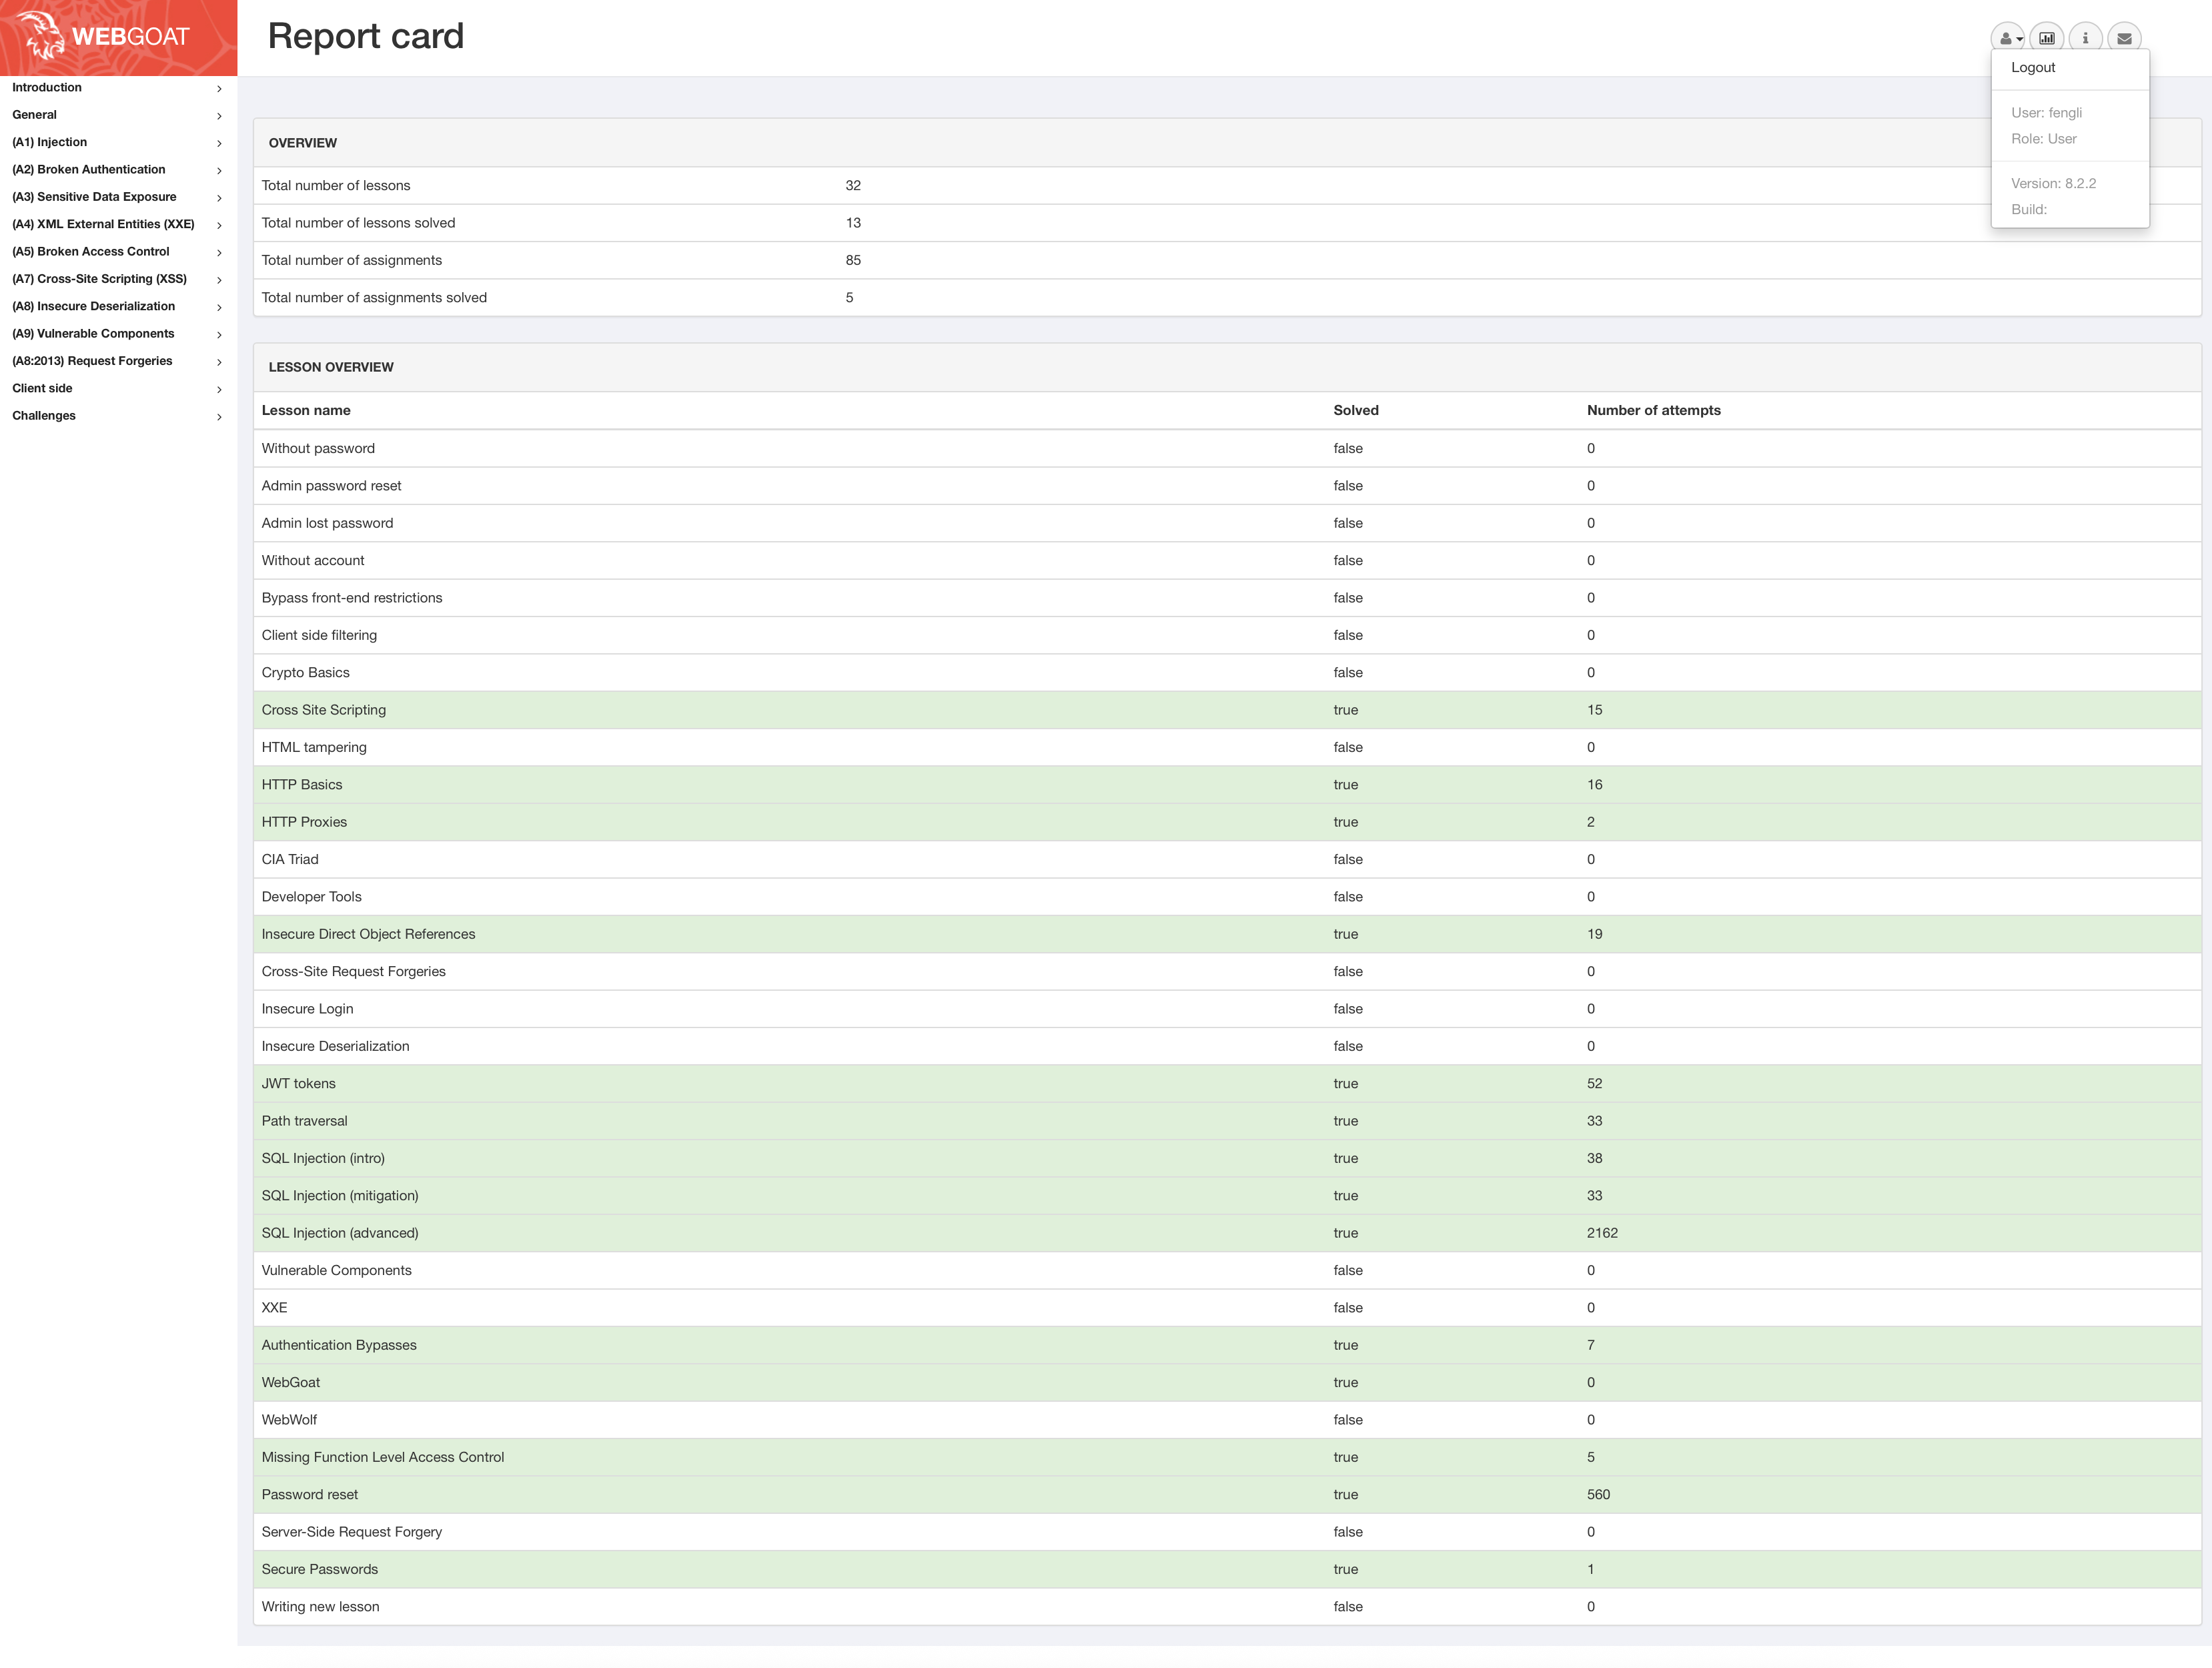 WEBGOAT
Report card
Logout
User: fengli
Role: User
Version: 8.2.2
Build:
Introduction
General
(A1) Injection
(A2) Broken Authentication
(A3) Sensitive Data Exposure
(A4) XML External Entities (XXE)
(A5) Broken Access Control
(A7) Cross-Site Scripting (XSS)
(A8) Insecure Deserialization
(A9) Vulnerable Components
(A8:2013) Request Forgeries
Client side
Challenges
OVERVIEW
Total number of lessons 32
Total number of lessons solved 13
Total number of assignments 85
Total number of assignments solved 5
LESSON OVERVIEW
Lesson name Solved Number of attempts
Without password false 0
Admin password reset false 0
Admin lost password false 0
Without account false 0
Bypass front-end restrictions false 0
Client side filtering false 0
Crypto Basics false 0
Cross Site Scripting true 15
HTML tampering false 0
HTTP Basics true 16
HTTP Proxies true 2
CIA Triad false 0
Developer Tools false 0
Insecure Direct Object References true 19
Cross-Site Request Forgeries false 0
Insecure Login false 0
Insecure Deserialization false 0
JWT tokens true 52
Path traversal true 33
SQL Injection (intro) true 38
SQL Injection (mitigation) true 33
SQL Injection (advanced) true 2162
Vulnerable Components false 0
XXE false 0
Authentication Bypasses true 7
WebGoat true 0
WebWolf false 0
Missing Function Level Access Control true 5
Password reset true 560
Server-Side Request Forgery false 0
Secure Passwords true 1
Writing new lesson false 0